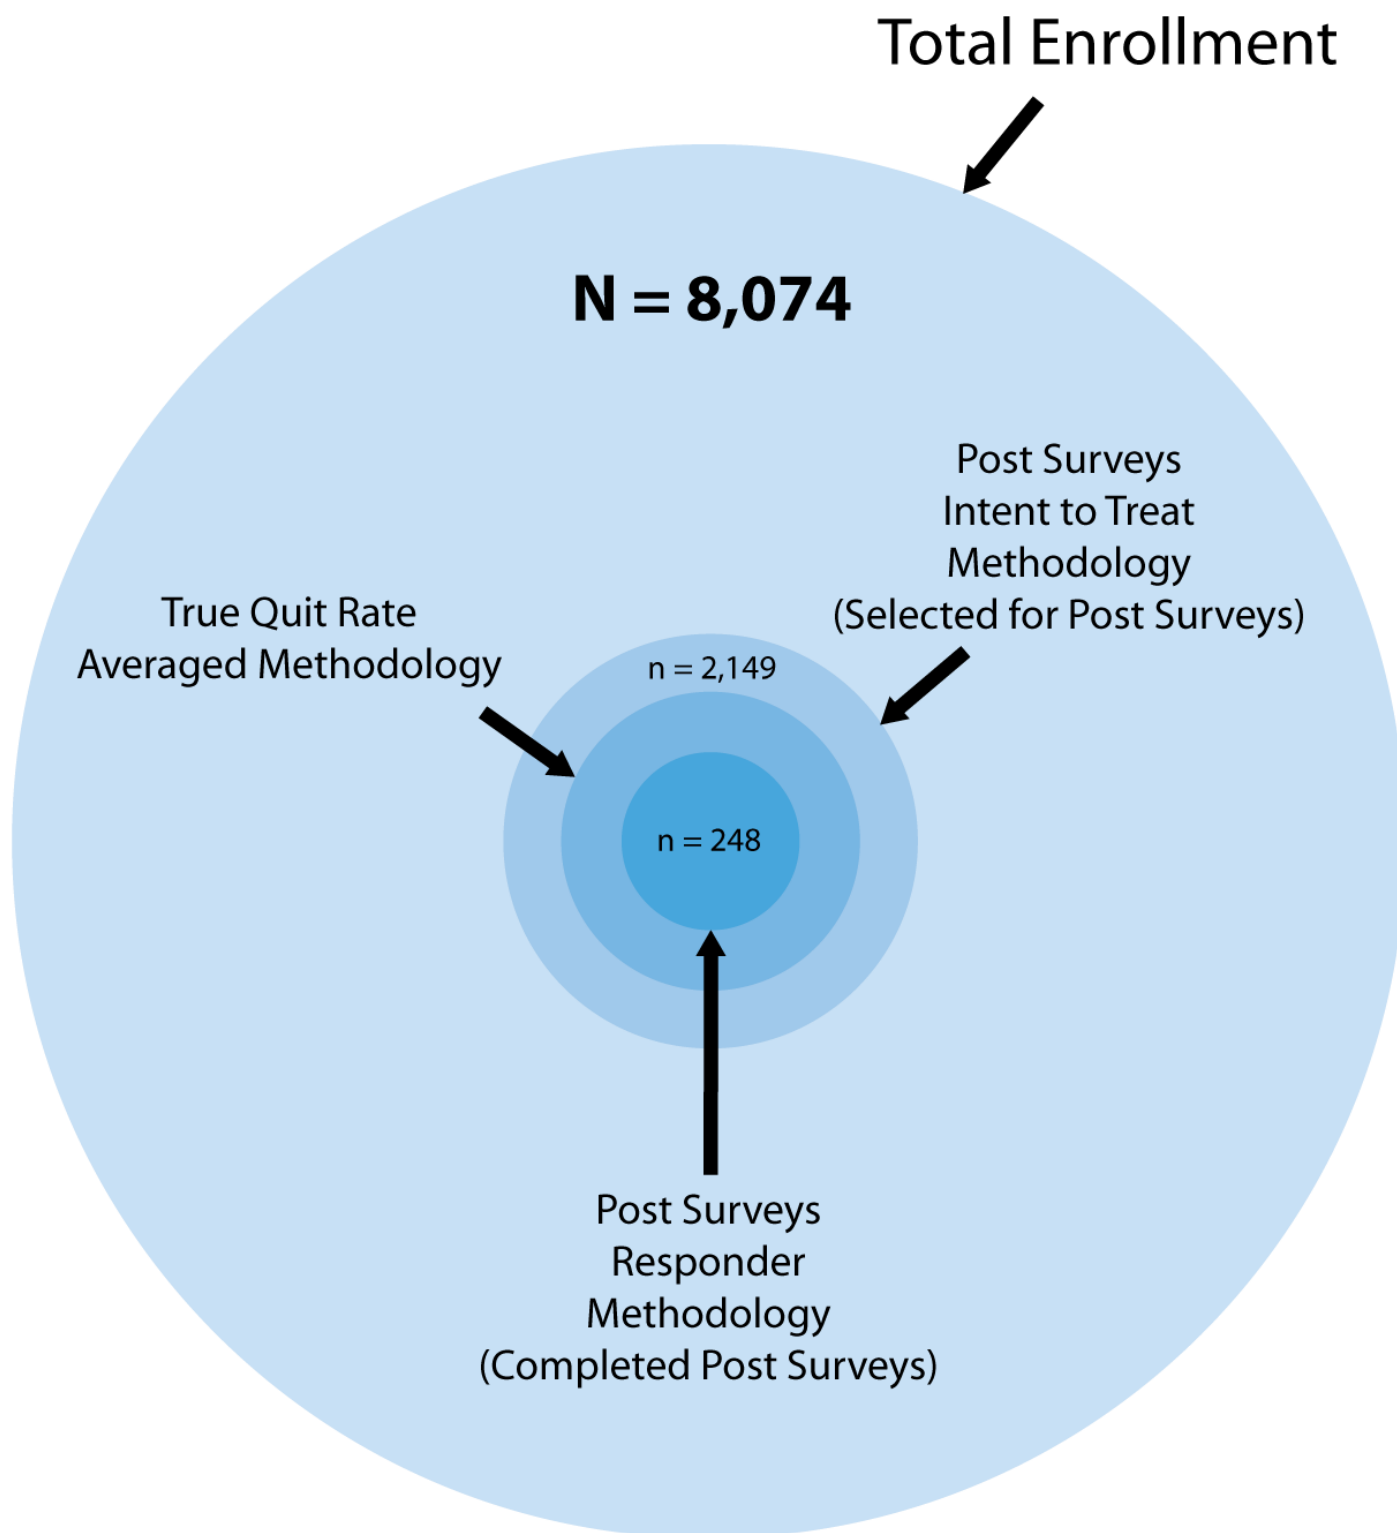 Total Enrollment
N = 8,074
Post Surveys
Intent to Treat
Methodology
(Selected for Post Surveys)
True Quit Rate
Averaged Methodology
n = 2,149
n = 248
Post Surveys
Responder
Methodology
(Completed Post Surveys)